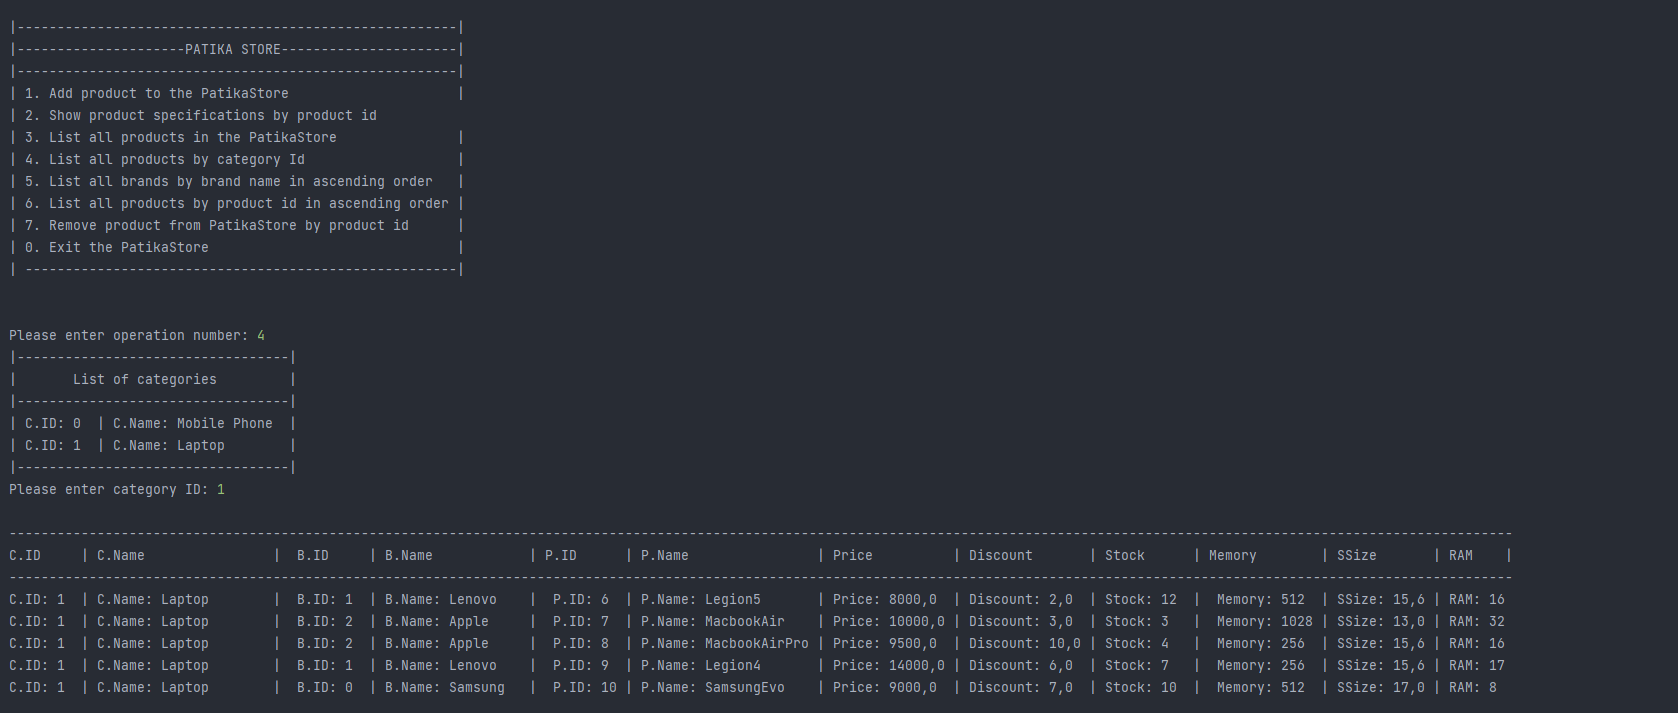 |-------------------------------------------------------|
|---------------------PATIKA STORE----------------------|
|-------------------------------------------------------|
| 1. Add product to the PatikaStore                     |
| 2. Show product specifications by product id
| 3. List all products in the PatikaStore               |
| 4. List all products by category Id                   |
| 5. List all brands by brand name in ascending order   |
| 6. List all products by product id in ascending order |
| 7. Remove product from PatikaStore by product id      |
| 0. Exit the PatikaStore                               |
| ------------------------------------------------------|
Please enter operation number: 4
|----------------------------------|
|       List of categories         |
|----------------------------------|
| C.ID: 0  | C.Name: Mobile Phone  |
| C.ID: 1  | C.Name: Laptop        |
|----------------------------------|
Please enter category ID: 1
--------------------------------------------------------------------------------------------------------------------------------------------------------------------------------------------
C.ID     | C.Name                |  B.ID     | B.Name            | P.ID      | P.Name                | Price          | Discount       | Stock      | Memory        | SSize       | RAM    |
--------------------------------------------------------------------------------------------------------------------------------------------------------------------------------------------
C.ID: 1  | C.Name: Laptop        |  B.ID: 1  | B.Name: Lenovo    |  P.ID: 6  | P.Name: Legion5       | Price: 8000,0  | Discount: 2,0  | Stock: 12  |  Memory: 512  | SSize: 15,6 | RAM: 16
C.ID: 1  | C.Name: Laptop        |  B.ID: 2  | B.Name: Apple     |  P.ID: 7  | P.Name: MacbookAir    | Price: 10000,0 | Discount: 3,0  | Stock: 3   |  Memory: 1028 | SSize: 13,0 | RAM: 32
C.ID: 1  | C.Name: Laptop        |  B.ID: 2  | B.Name: Apple     |  P.ID: 8  | P.Name: MacbookAirPro | Price: 9500,0  | Discount: 10,0 | Stock: 4   |  Memory: 256  | SSize: 15,6 | RAM: 16
C.ID: 1  | C.Name: Laptop        |  B.ID: 1  | B.Name: Lenovo    |  P.ID: 9  | P.Name: Legion4       | Price: 14000,0 | Discount: 6,0  | Stock: 7   |  Memory: 256  | SSize: 15,6 | RAM: 17
C.ID: 1  | C.Name: Laptop        |  B.ID: 0  | B.Name: Samsung   |  P.ID: 10 | P.Name: SamsungEvo    | Price: 9000,0  | Discount: 7,0  | Stock: 10  |  Memory: 512  | SSize: 17,0 | RAM: 8